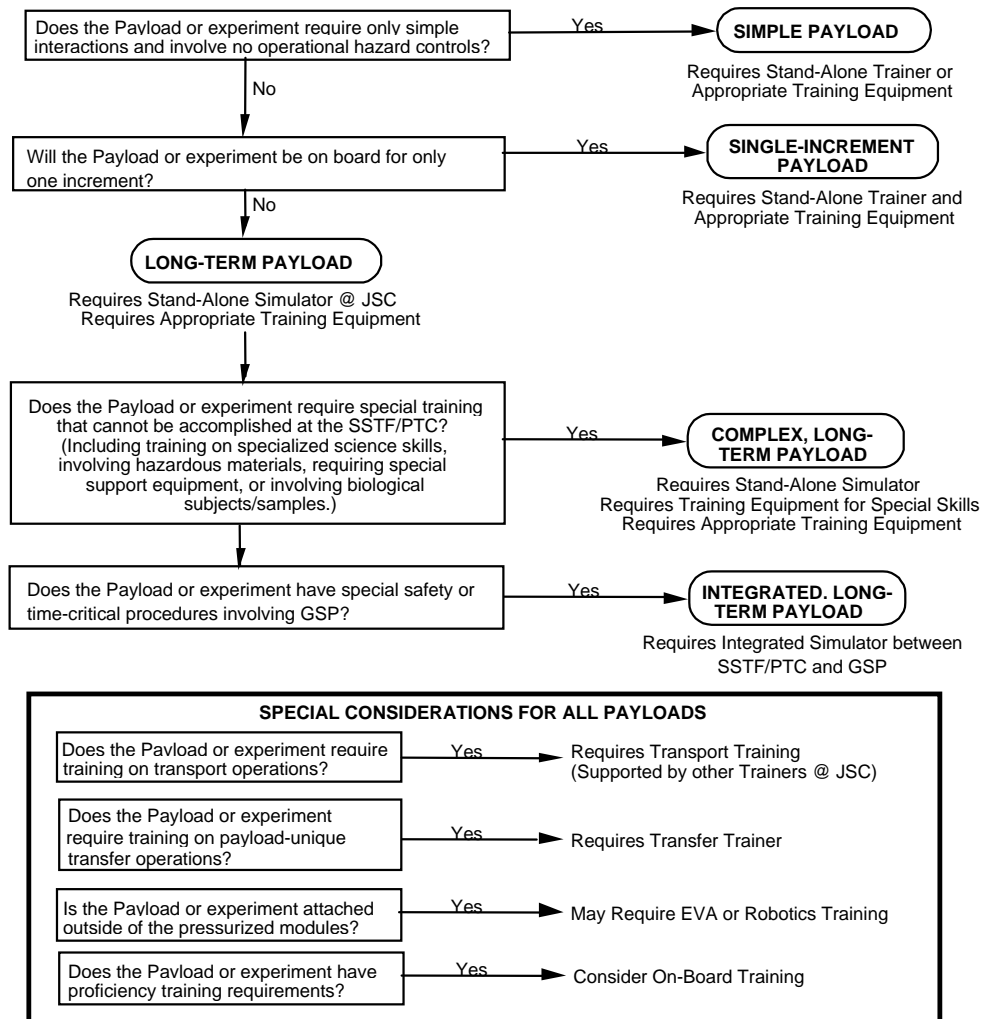 Does the Payload or experiment require only simple
interactions and involve no operational hazard controls?
Yes
SIMPLE PAYLOAD
Requires Stand-Alone Trainer or
Appropriate Training Equipment
No
Will the Payload or experiment be on board for only
one increment?
Yes
SINGLE-INCREMENT
PAYLOAD
Requires Stand-Alone Trainer and
Appropriate Training Equipment
No
LONG-TERM PAYLOAD
Requires Stand-Alone Simulator @ JSC
Requires Appropriate Training Equipment
Does the Payload or experiment require special training
that cannot be accomplished at the SSTF/PTC?
(Including training on specialized science skills,
involving hazardous materials, requiring special
support equipment, or involving biological
subjects/samples.)
Yes
COMPLEX, LONG-
TERM PAYLOAD
Requires Stand-Alone Simulator
Requires Training Equipment for Special Skills
Requires Appropriate Training Equipment
Does the Payload or experiment have special safety or
time-critical procedures involving GSP?
Yes
INTEGRATED. LONG-
TERM PAYLOAD
Requires Integrated Simulator between
SSTF/PTC and GSP
SPECIAL CONSIDERATIONS FOR ALL PAYLOADS
Does the Payload or experiment require
training on transport operations?
Yes
Requires Transport Training
(Supported by other Trainers @ JSC)
Does the Payload or experiment
require training on payload-unique
transfer operations?
Yes
Requires Transfer Trainer
Is the Payload or experiment attached
outside of the pressurized modules?
Yes
May Require EVA or Robotics Training
Does the Payload or experiment have
proficiency training requirements?
Yes
Consider On-Board Training